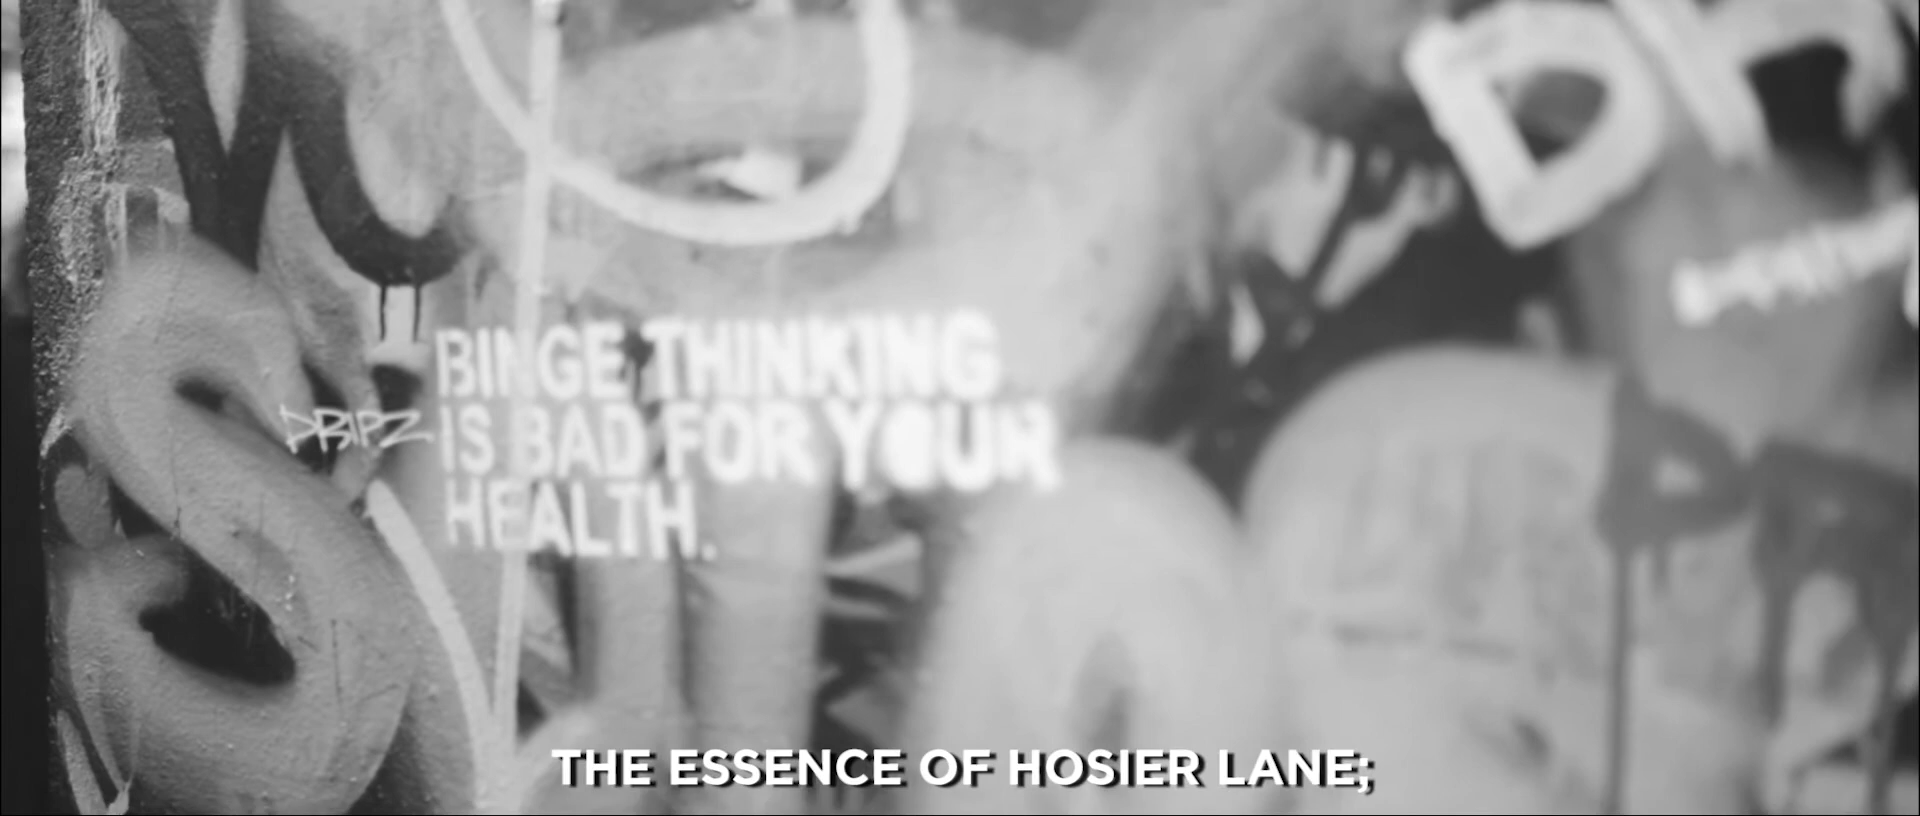 BINGE THINKING
DRIPZ
IS BAD FOR YOUR
HEALTH.
THE ESSENCE OF HOSIER LANE;